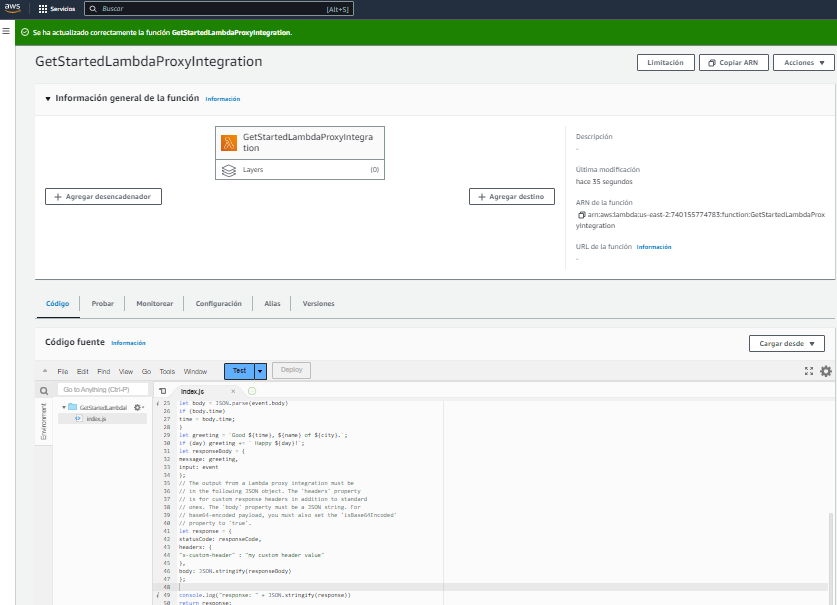 aws
Servicios
Buscar
[Alt+S]
Se ha actualizado correctamente la función GetStartedLambdaProxyIntegration.
GetStartedLambdaProxyIntegration
Limitación
Copiar ARN
Acciones
Información general de la función Información
GetStartedLambdaProxyIntegra
tion
Layers
(0)
Agregar desencadenador
Agregar destino
Descripción
-
Última modificación
hace 35 segundos
ARN de la función
arn:aws:lambda:us-east-2:740155774783:function:GetStartedLambdaProx
yIntegration
URL de la función Información
-
Código
Probar
Monitorear
Configuración
Alias
Versiones
Código fuente Información
Cargar desde
File Edit Find View Go Tools Window
Test
Deploy
Go to Anything (Ctrl-P)
index.js
Environment
GetStartedLambdal
index.js
25 let body = JSON.parse(event.body)
26 if (body.time)
27 time = body.time;
28 }
29 let greeting = `Good ${time}, ${name} of ${city}.`;
30 if (day) greeting += ` Happy ${day}!`;
31 let responseBody = {
32 message: greeting,
33 input: event
34 };
35 // The output from a Lambda proxy integration must be
36 // in the following JSON object. The 'headers' property
37 // is for custom response headers in addition to standard
38 // ones. The 'body' property must be a JSON string. For
39 // base64-encoded payload, you must also set the 'isBase64Encoded'
40 // property to 'true'.
41 let response = {
42 statusCode: responseCode,
43 headers: {
44 "x-custom-header" : "my custom header value"
45 },
46 body: JSON.stringify(responseBody)
47 };
48
49 console.log("response: " + JSON.stringify(response))
50 return response;